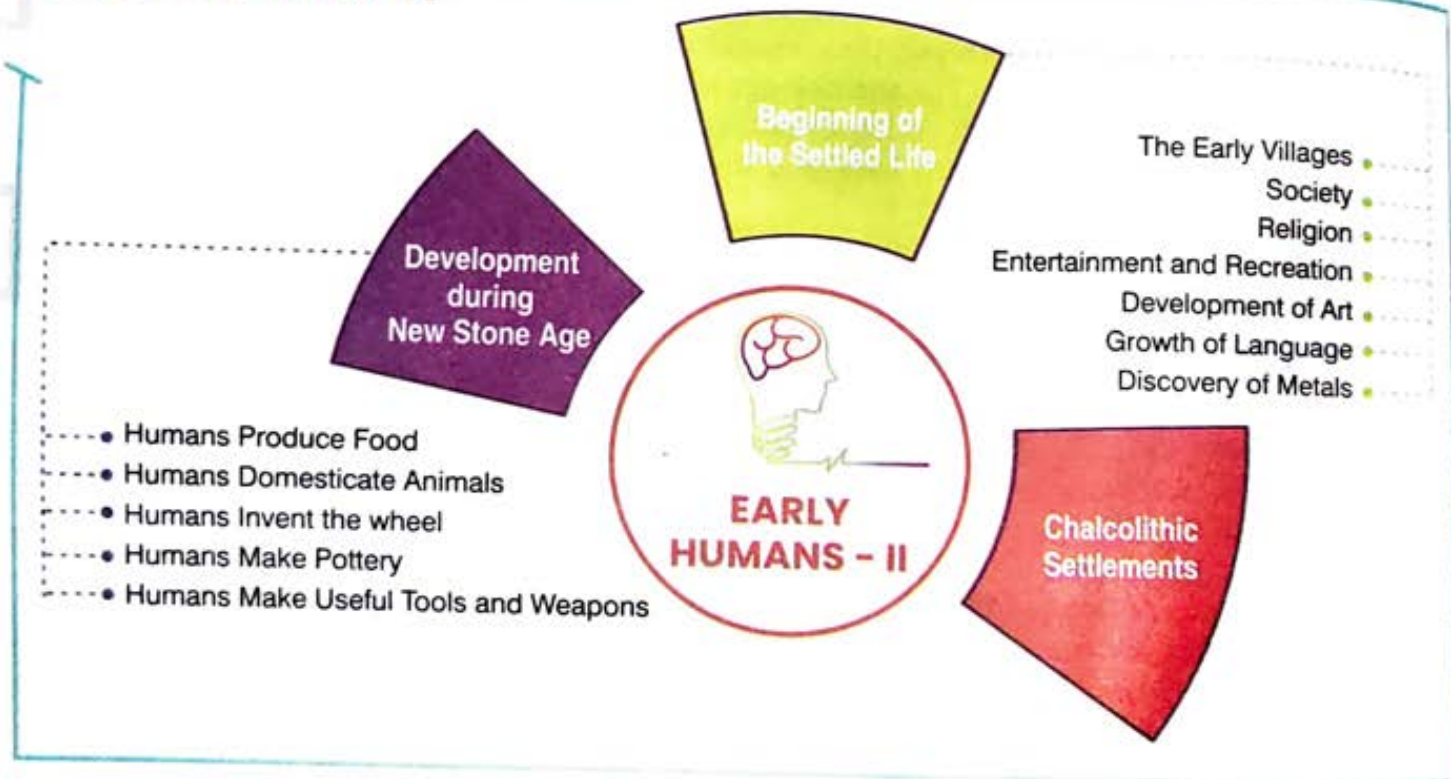 Beginning of
the Settled Life
The Early Villages
Society
Religion
Entertainment and Recreation
Development of Art
Growth of Language
Discovery of Metals
Development
during
New Stone Age
Humans Produce Food
Humans Domesticate Animals
Humans Invent the wheel
Humans Make Pottery
Humans Make Useful Tools and Weapons
EARLY
HUMANS – II
Chalcolithic
Settlements